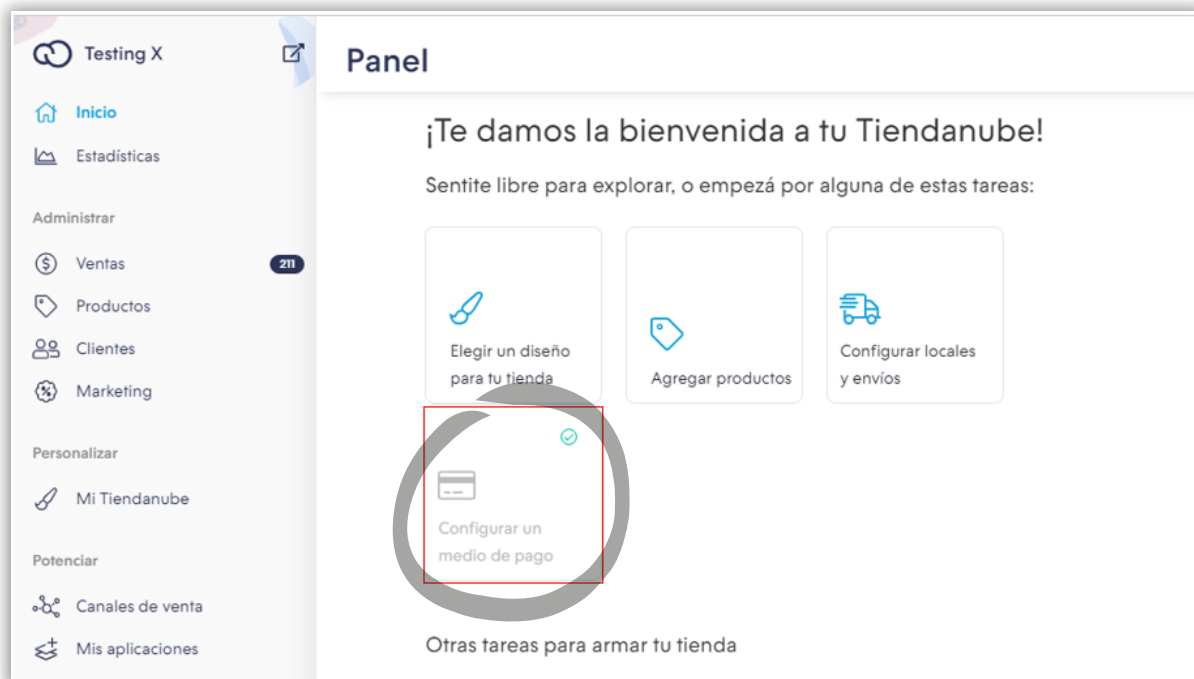 Testing X
Inicio
Estadísticas
Administrar
Ventas
211
Productos
Clientes
Marketing
Personalizar
Mi Tiendanube
Potenciar
Canales de venta
Mis aplicaciones
Panel
¡Te damos la bienvenida a tu Tiendanube!
Sentite libre para explorar, o empezá por alguna de estas tareas:
Elegir un diseño
para tu tienda
Agregar productos
Configurar locales
y envíos
Configurar un
medio de pago
Otras tareas para armar tu tienda